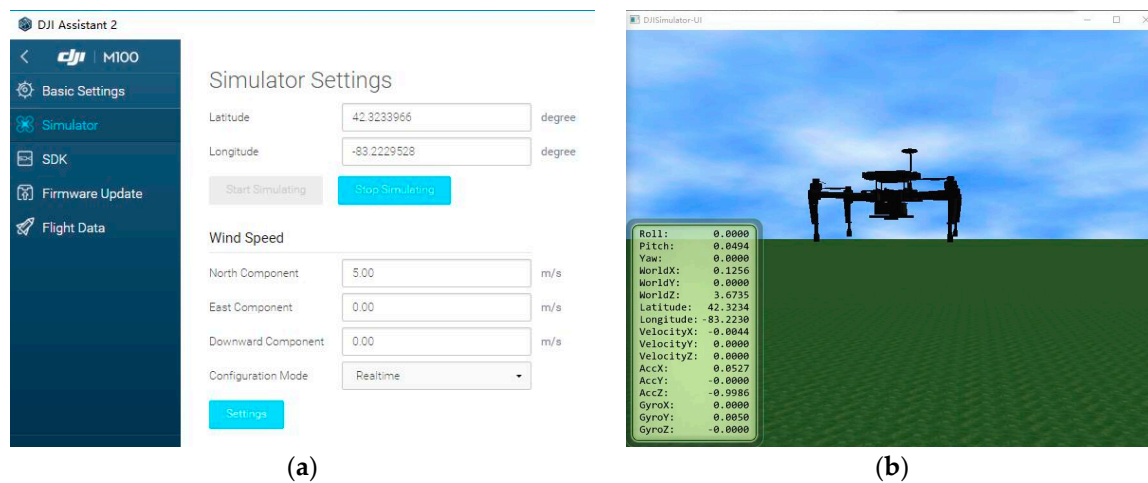 DJI Assistant 2
dji | M100
Basic Settings
Simulator
SDK
Firmware Update
Flight Data
Simulator Settings
Latitude 42.3233966 degree
Longitude -83.2229528 degree
Start Simulating Stop Simulating
Wind Speed
North Component 5.00 m/s
East Component 0.00 m/s
Downward Component 0.00 m/s
Configuration Mode Realtime
Settings
(a)
DJISimulator-UI
Roll: 0.0000
Pitch: 0.0494
Yaw: 0.0000
WorldX: 0.1256
WorldY: 0.0000
WorldZ: 3.6735
Latitude: 42.3234
Longitude: -83.2230
VelocityX: -0.0044
VelocityY: 0.0000
VelocityZ: 0.0000
AccX: 0.0527
AccY: -0.0000
AccZ: -0.9986
GyroX: 0.0000
GyroY: 0.0050
GyroZ: -0.0000
(b)